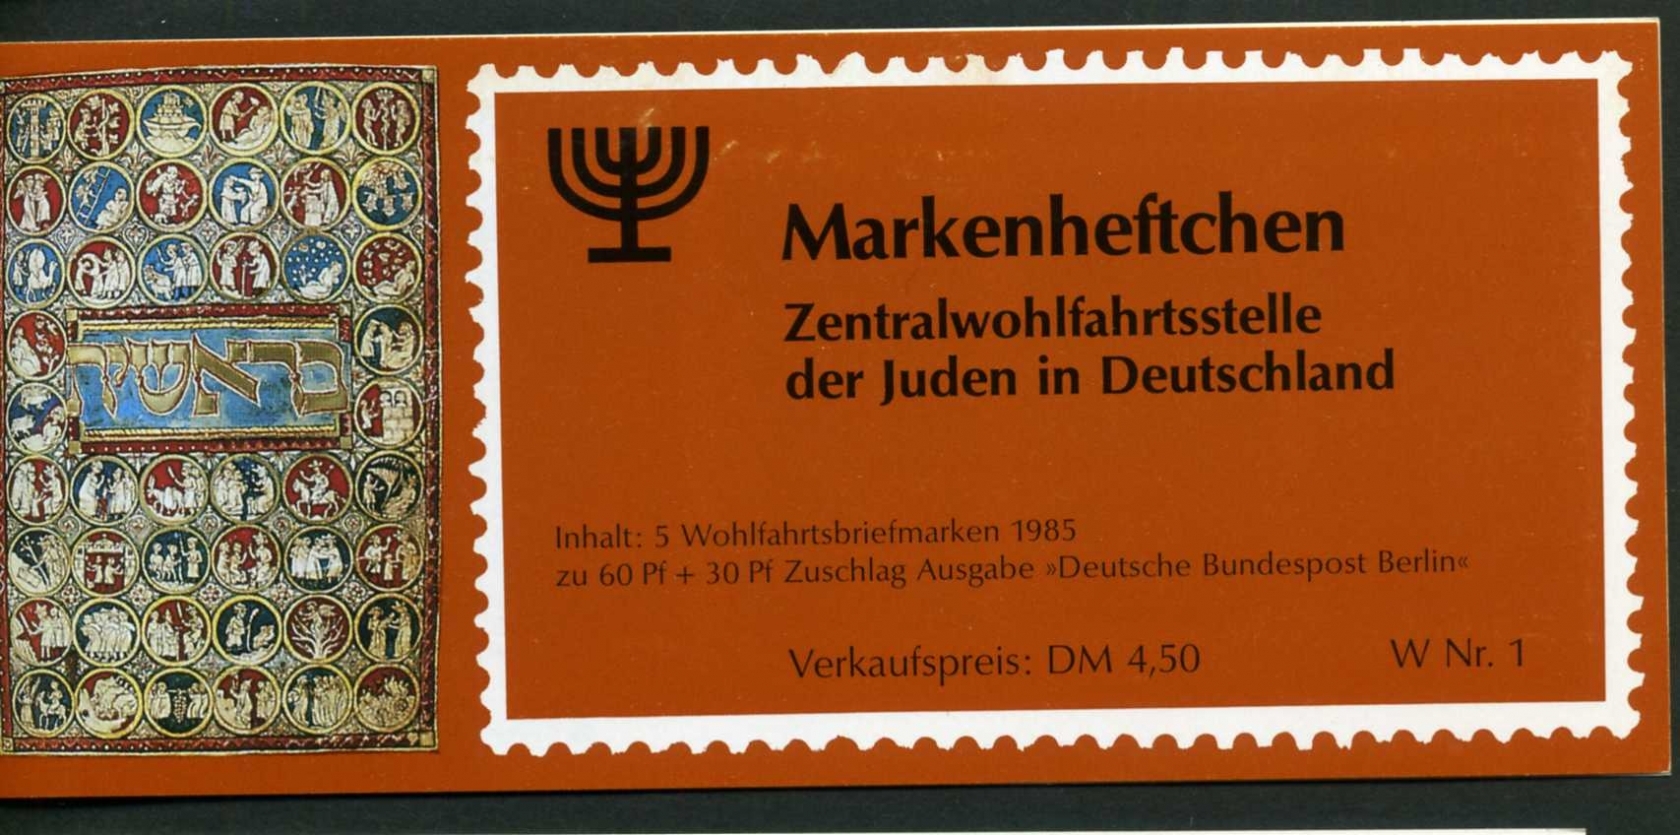 בראשית
Markenheftchen
Zentralwohlfahrtsstelle
der Juden in Deutschland
Inhalt: 5 Wohlfahrtsbriefmarken 1985
zu 60 Pf + 30 Pf Zuschlag Ausgabe »Deutsche Bundespost Berlin«
Verkaufspreis: DM 4,50
W Nr. 1